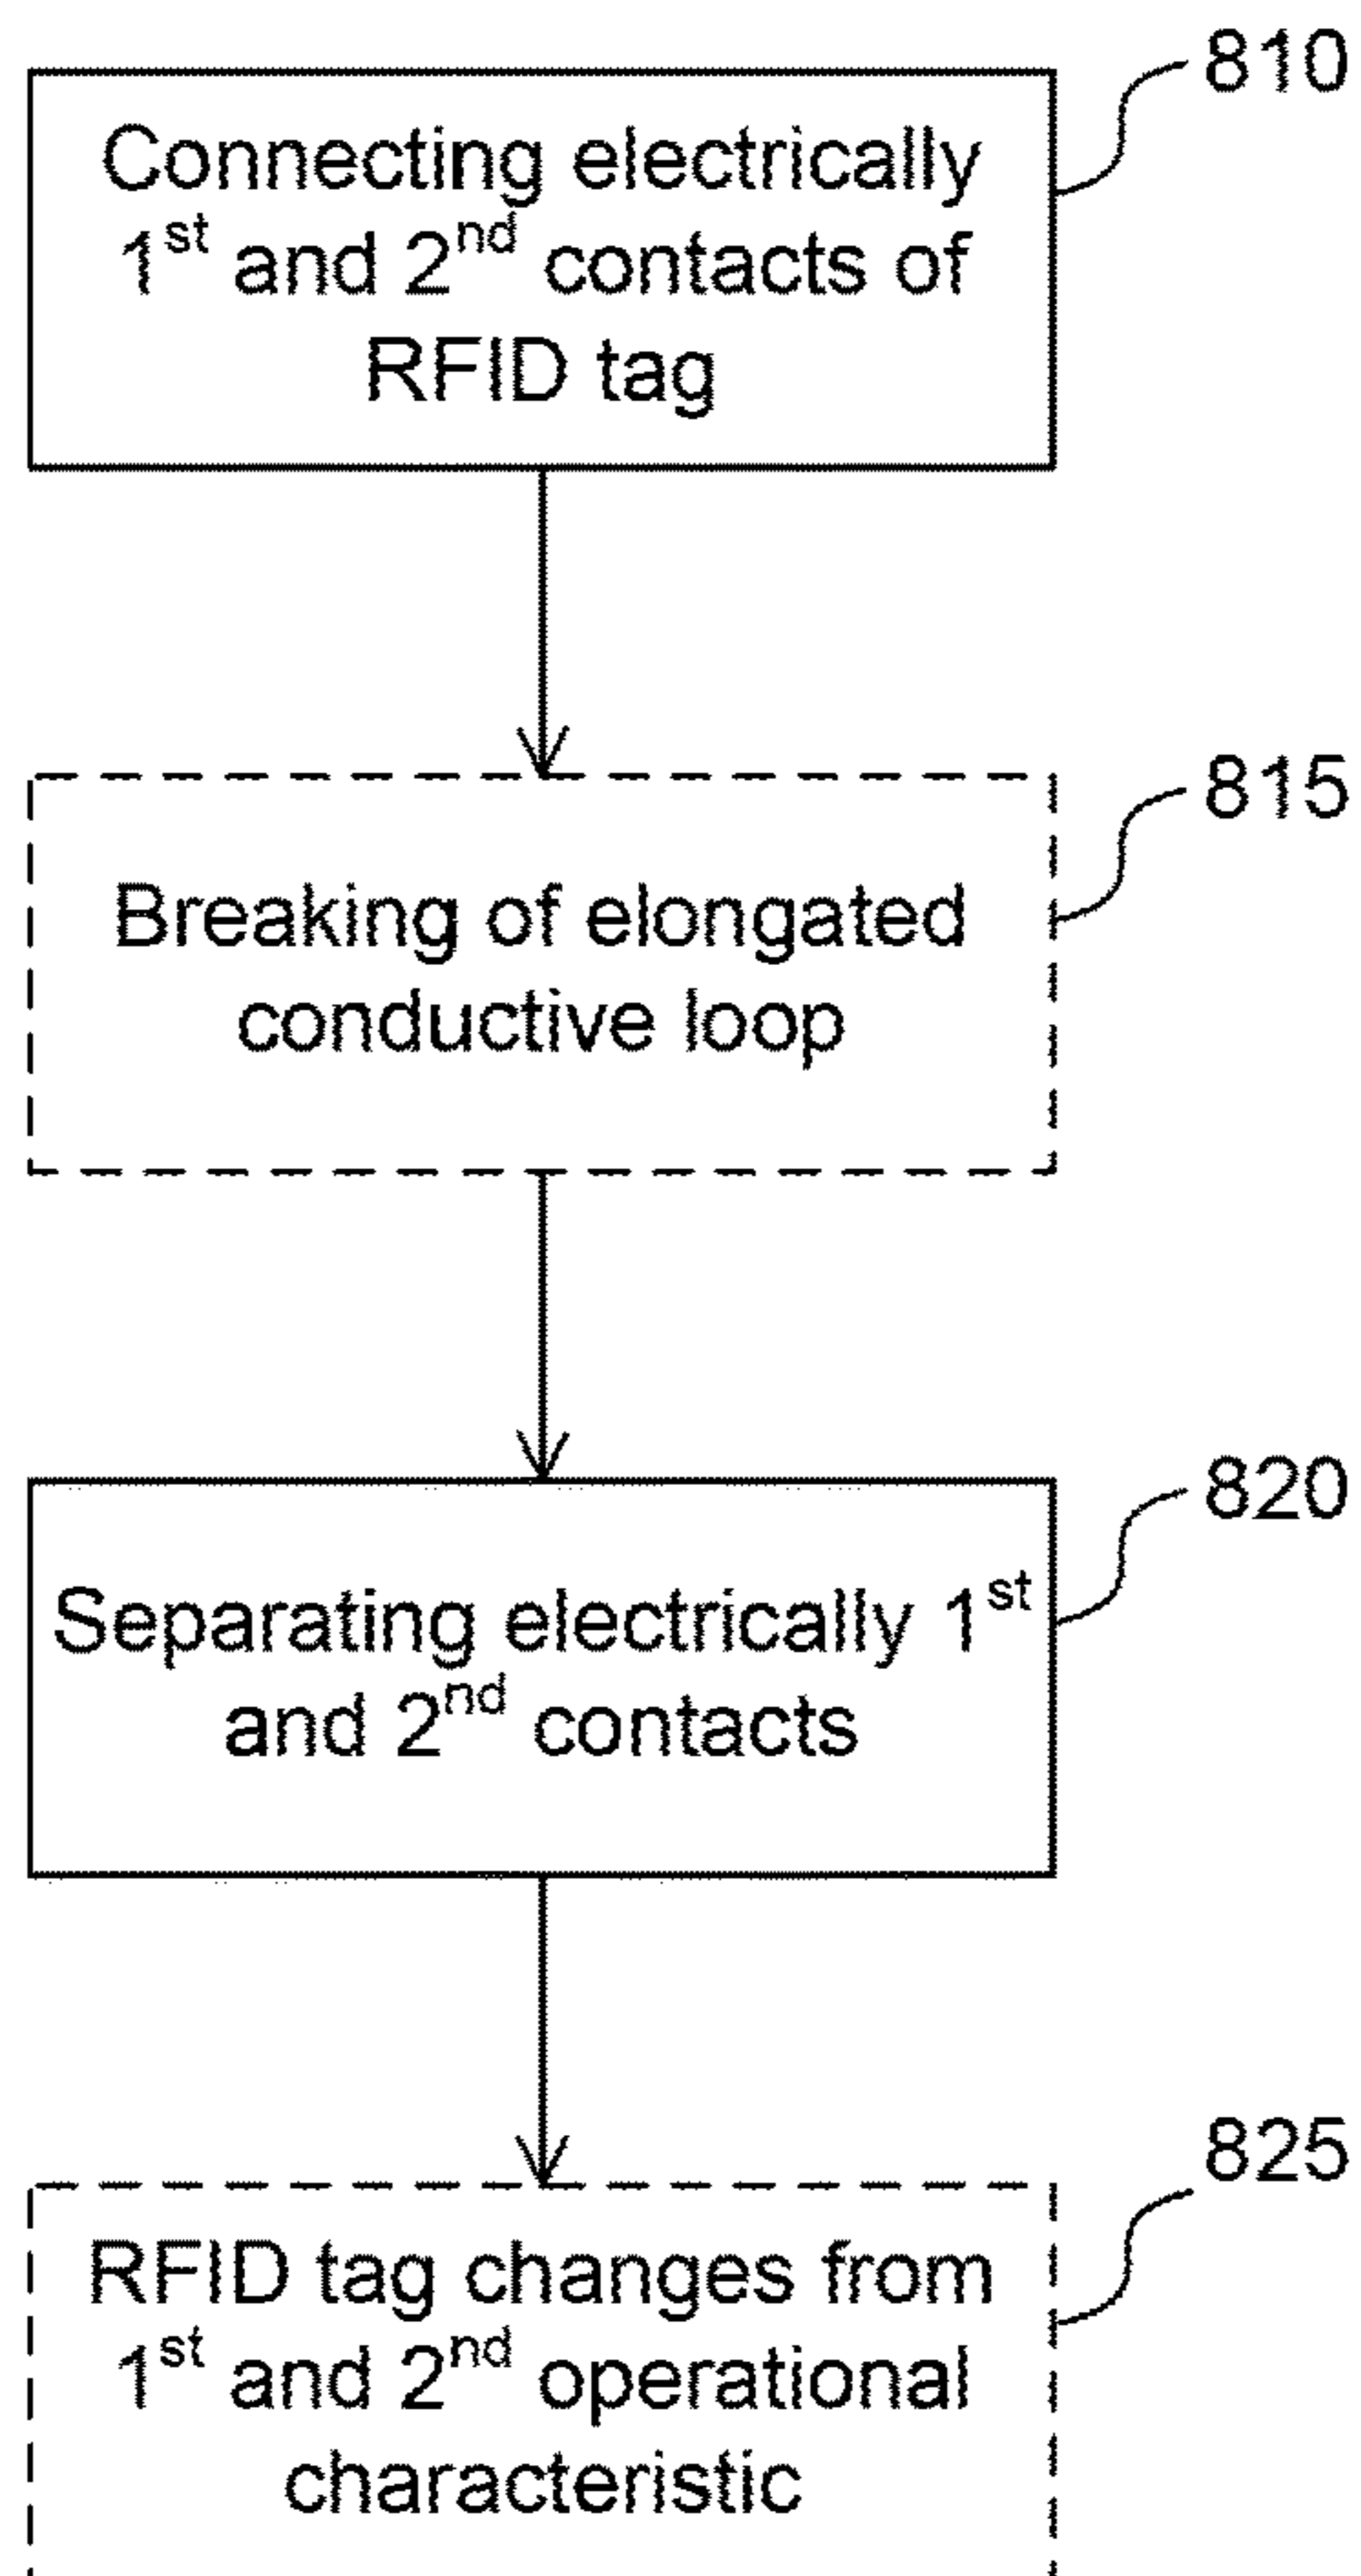 810
Connecting electrically
1st and 2nd contacts of
RFID tag
815
Breaking of elongated
conductive loop
820
Separating electrically 1st
and 2nd contacts
825
RFID tag changes from
1st and 2nd operational
characteristic